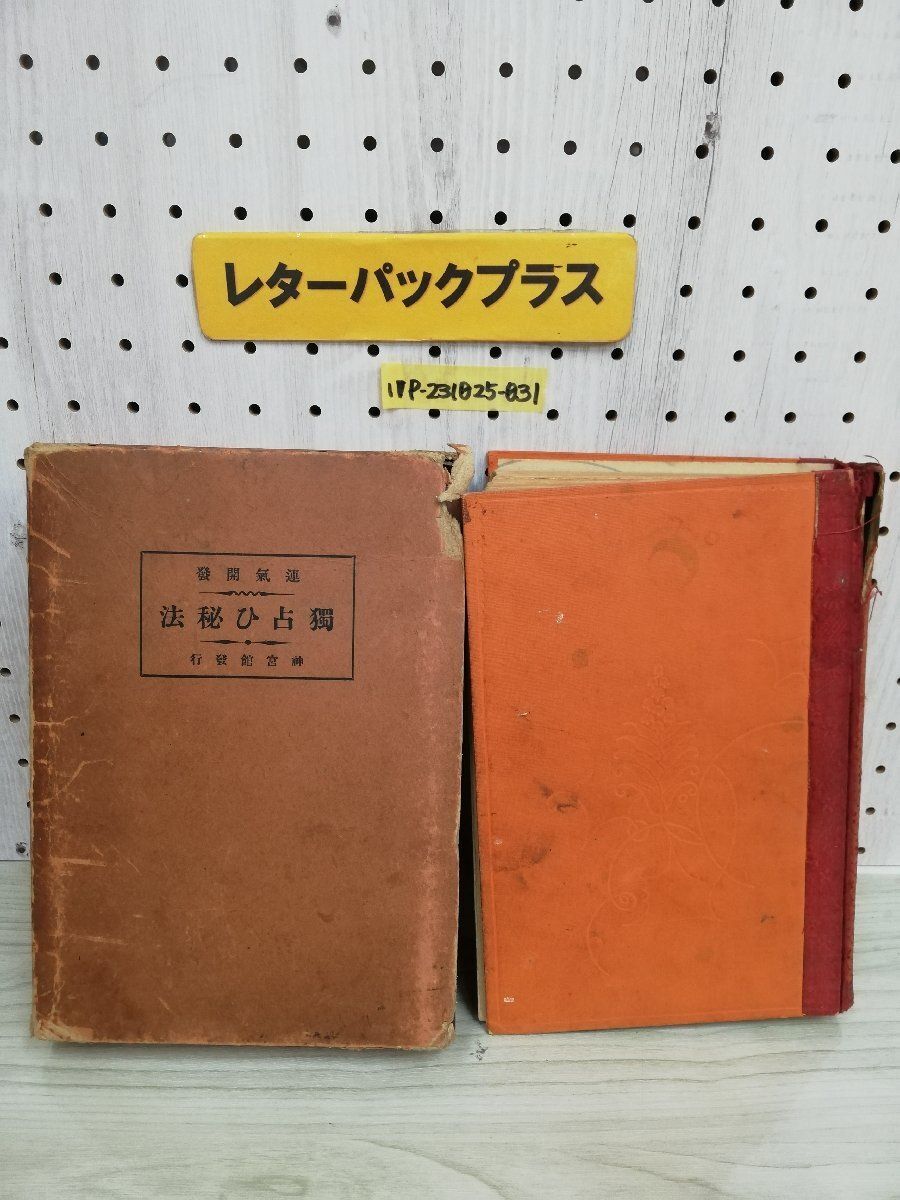 レターパックプラス
17P-231025-031
發開氣運
法秘ひ占獨
行發館宮神